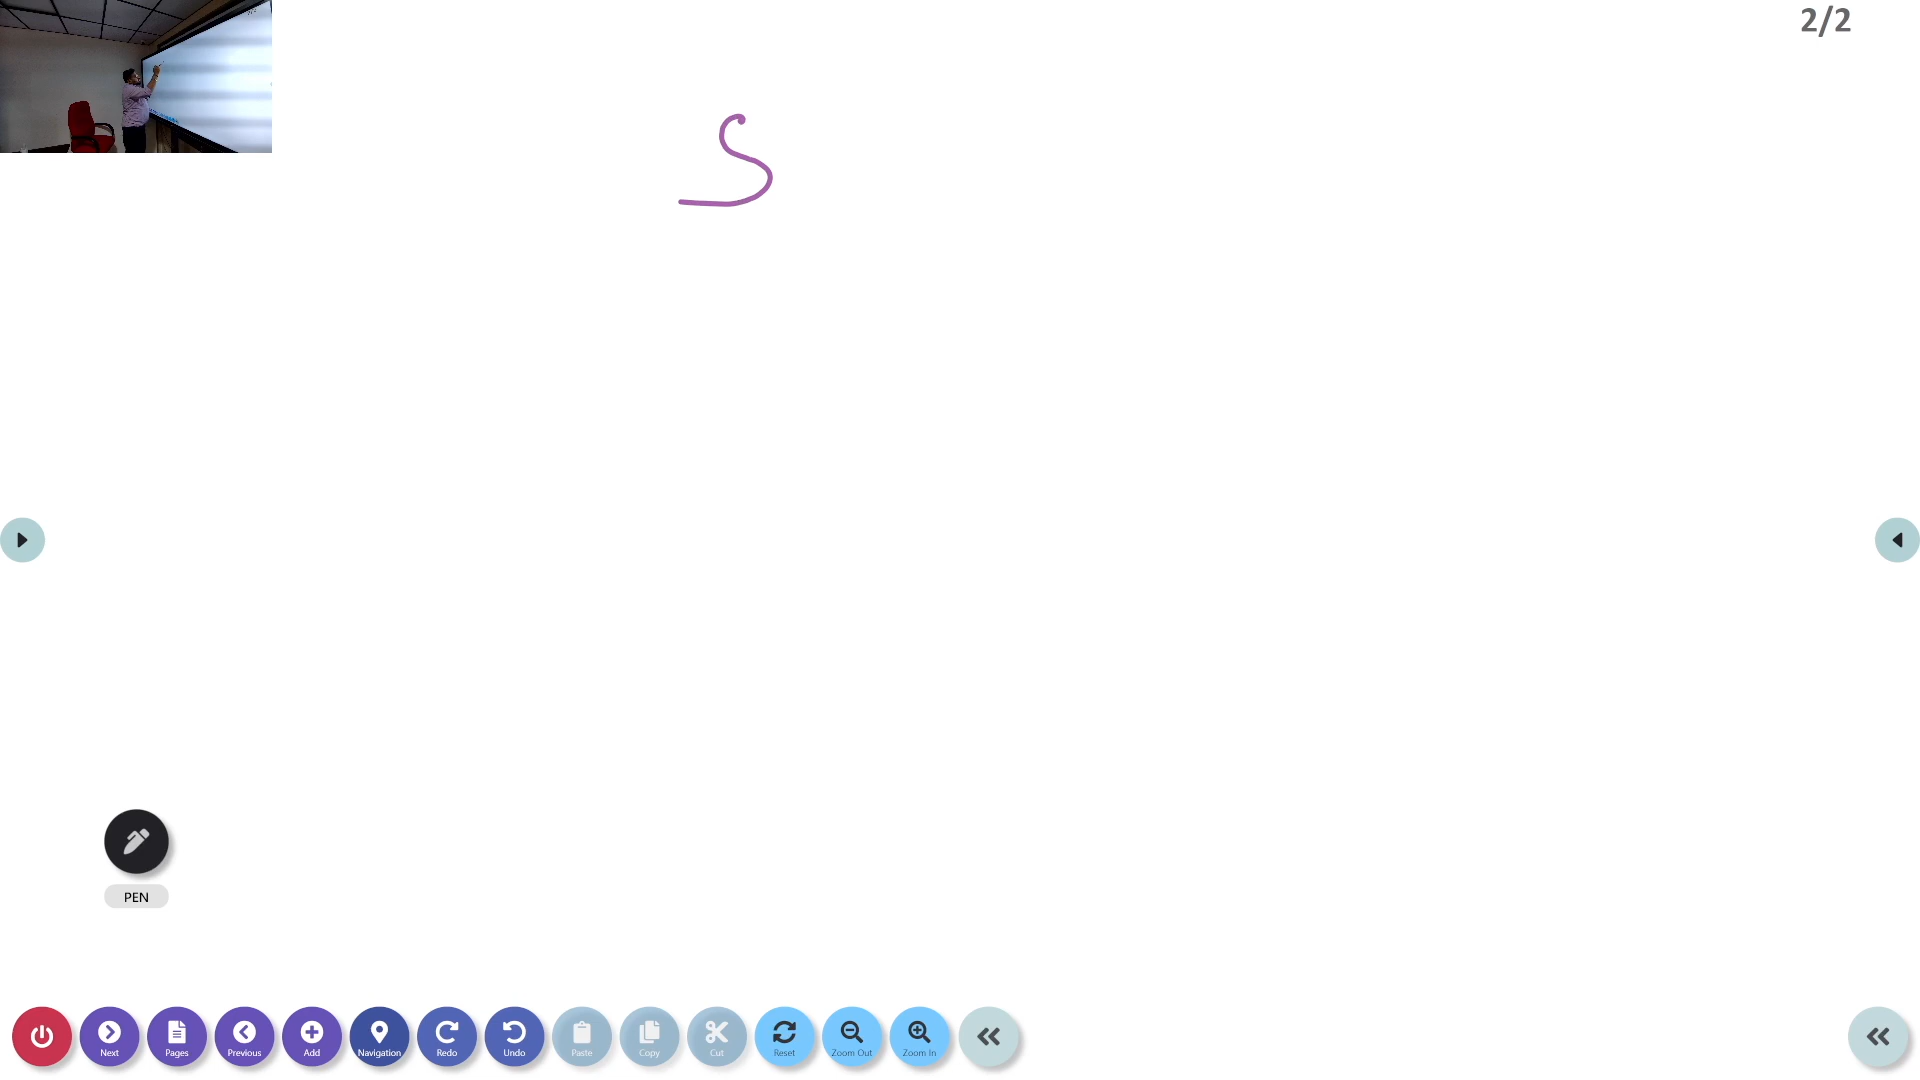 2/2
S
PEN
Next Pages Previous Add Navigation Redo Undo Paste Copy Cut Reset Zoom Out Zoom In